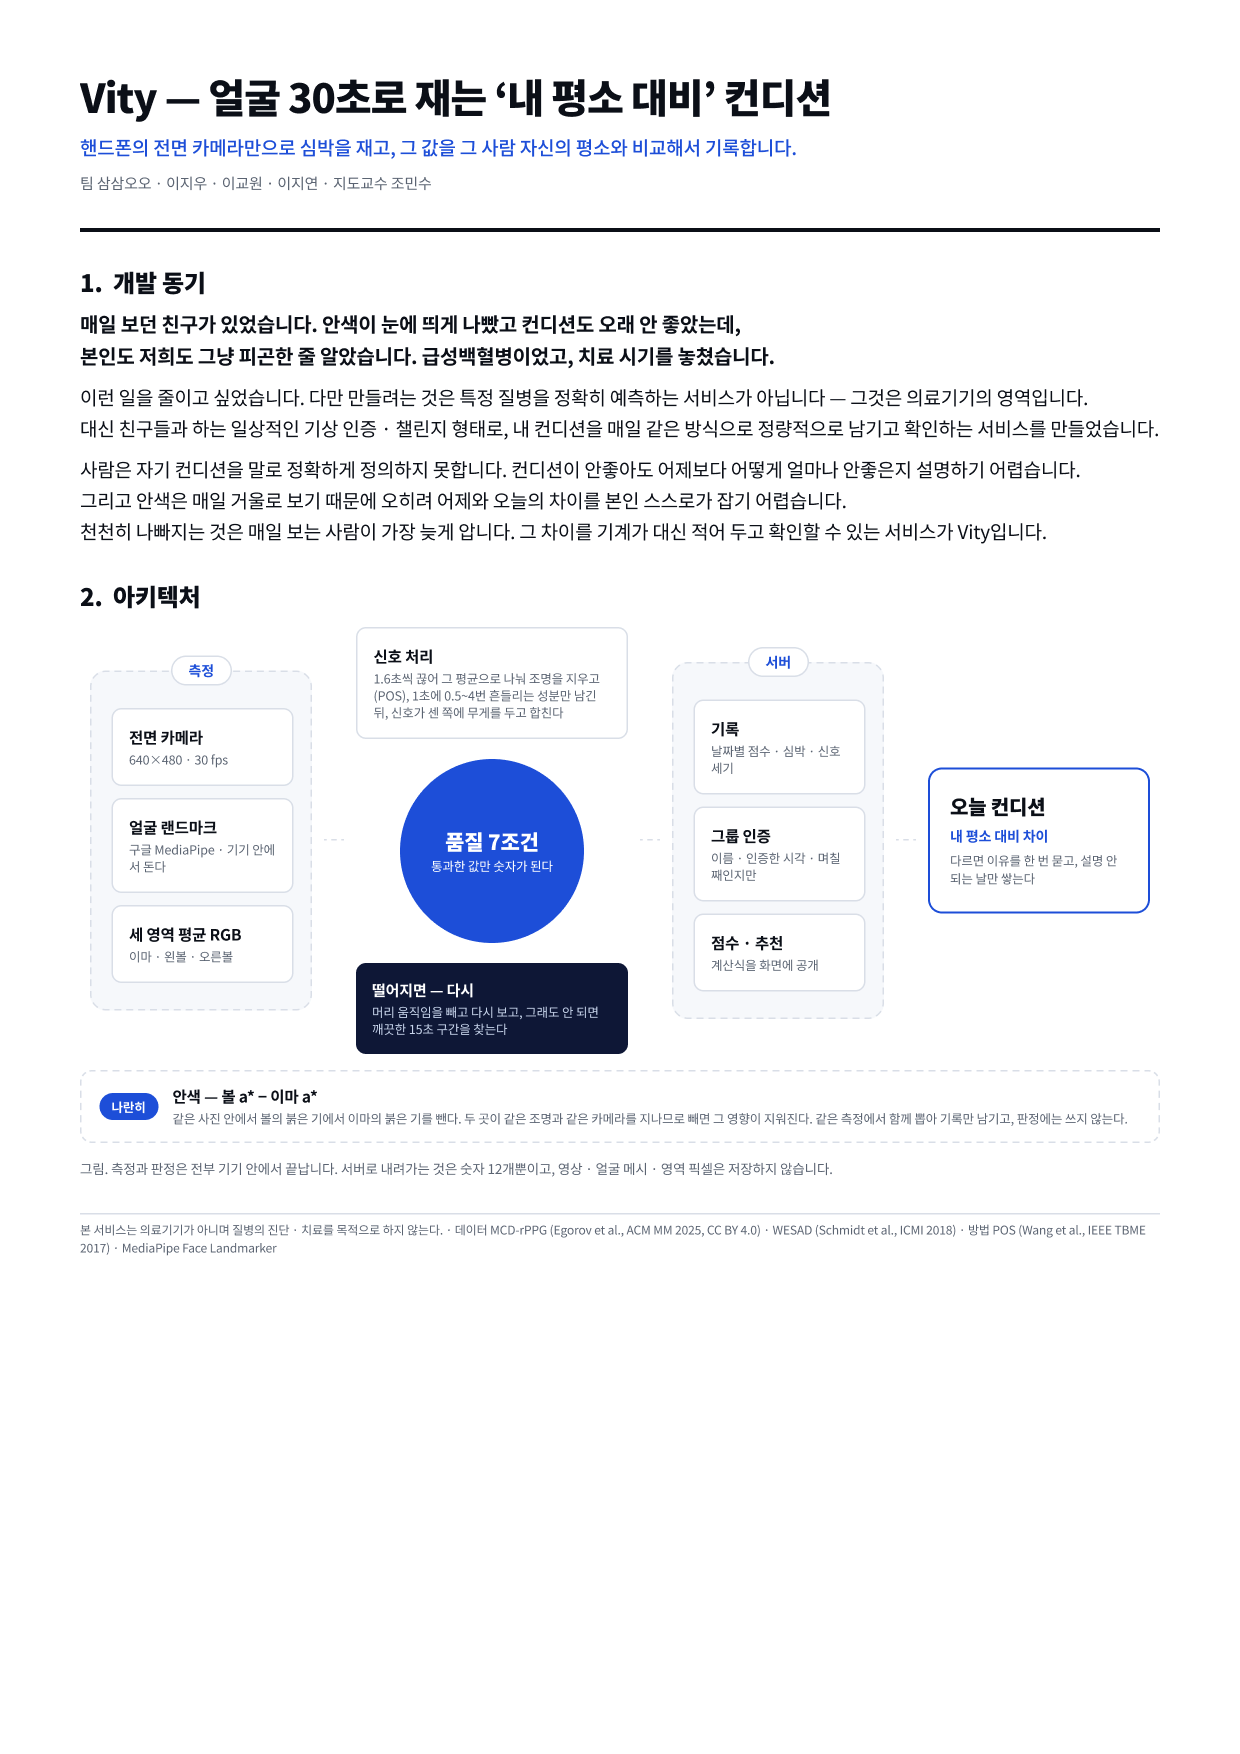 Vity — 얼굴 30초로 재는 ‘내 평소 대비’ 컨디션
핸드폰의 전면 카메라만으로 심박을 재고, 그 값을 그 사람 자신의 평소와 비교해서 기록합니다.
팀 삼삼오오 · 이지우 · 이교원 · 이지연 · 지도교수 조민수
1. 개발 동기
매일 보던 친구가 있었습니다. 안색이 눈에 띄게 나빴고 컨디션도 오래 안 좋았는데,
본인도 저희도 그냥 피곤한 줄 알았습니다. 급성백혈병이었고, 치료 시기를 놓쳤습니다.
이런 일을 줄이고 싶었습니다. 다만 만들려는 것은 특정 질병을 정확히 예측하는 서비스가 아닙니다 — 그것은 의료기기의 영역입니다.
대신 친구들과 하는 일상적인 기상 인증 · 챌린지 형태로, 내 컨디션을 매일 같은 방식으로 정량적으로 남기고 확인하는 서비스를 만들었습니다.
사람은 자기 컨디션을 말로 정확하게 정의하지 못합니다. 컨디션이 안좋아도 어제보다 어떻게 얼마나 안좋은지 설명하기 어렵습니다.
그리고 안색은 매일 거울로 보기 때문에 오히려 어제와 오늘의 차이를 본인 스스로가 잡기 어렵습니다.
천천히 나빠지는 것은 매일 보는 사람이 가장 늦게 압니다. 그 차이를 기계가 대신 적어 두고 확인할 수 있는 서비스가 Vity입니다.
2. 아키텍처
측정
전면 카메라
640×480 · 30 fps
얼굴 랜드마크
구글 MediaPipe · 기기 안에
서 돈다
세 영역 평균 RGB
이마 · 왼볼 · 오른볼
신호 처리
1.6초씩 끊어 그 평균으로 나눠 조명을 지우고
(POS), 1초에 0.5~4번 흔들리는 성분만 남긴
뒤, 신호가 센 쪽에 무게를 두고 합친다
품질 7조건
통과한 값만 숫자가 된다
떨어지면 — 다시
머리 움직임을 빼고 다시 보고, 그래도 안 되면
깨끗한 15초 구간을 찾는다
서버
기록
날짜별 점수 · 심박 · 신호
세기
그룹 인증
이름 · 인증한 시각 · 며칠
째인지만
점수 · 추천
계산식을 화면에 공개
오늘 컨디션
내 평소 대비 차이
다르면 이유를 한 번 묻고, 설명 안
되는 날만 쌓는다
나란히
안색 — 볼 a* − 이마 a*
같은 사진 안에서 볼의 붉은 기에서 이마의 붉은 기를 뺀다. 두 곳이 같은 조명과 같은 카메라를 지나므로 빼면 그 영향이 지워진다. 같은 측정에서 함께 뽑아 기록만 남기고, 판정에는 쓰지 않는다.
그림. 측정과 판정은 전부 기기 안에서 끝납니다. 서버로 내려가는 것은 숫자 12개뿐이고, 영상 · 얼굴 메시 · 영역 픽셀은 저장하지 않습니다.
본 서비스는 의료기기가 아니며 질병의 진단 · 치료를 목적으로 하지 않는다. · 데이터 MCD-rPPG (Egorov et al., ACM MM 2025, CC BY 4.0) · WESAD (Schmidt et al., ICMI 2018) · 방법 POS (Wang et al., IEEE TBME
2017) · MediaPipe Face Landmarker